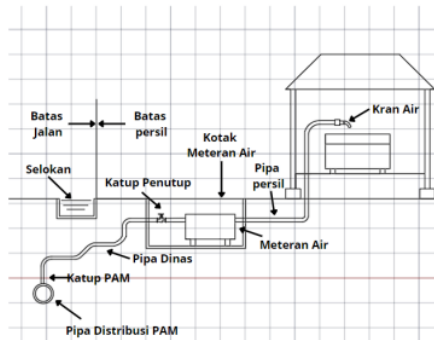 Batas
Jalan
Batas
persil
Kran Air
Kotak
Meteran Air
Selokan
Katup Penutup
Pipa
persil
Meteran Air
Pipa Dinas
Katup PAM
Pipa Distribusi PAM